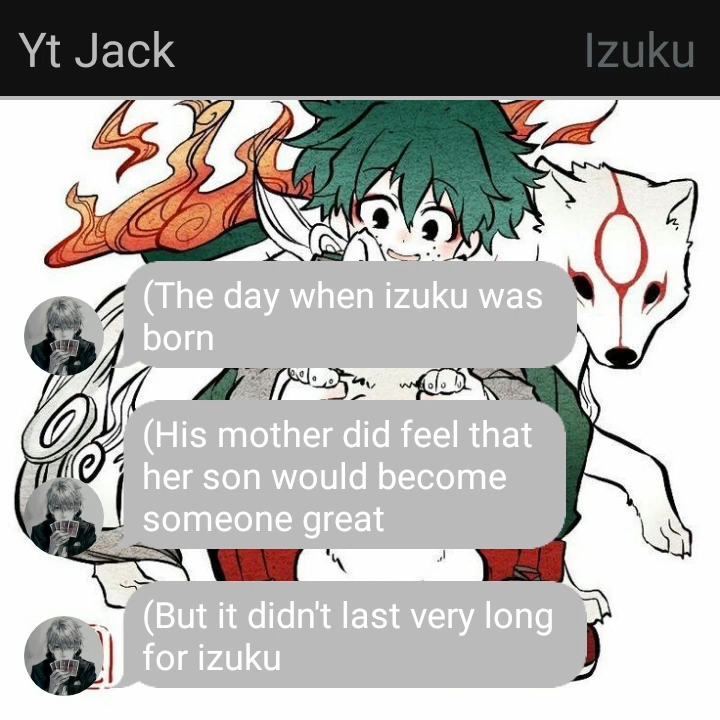 Yt Jack
Izuku
(The day when izuku was
born
(His mother did feel that
her son would become
someone great
(But it didn't last very long
for izuku